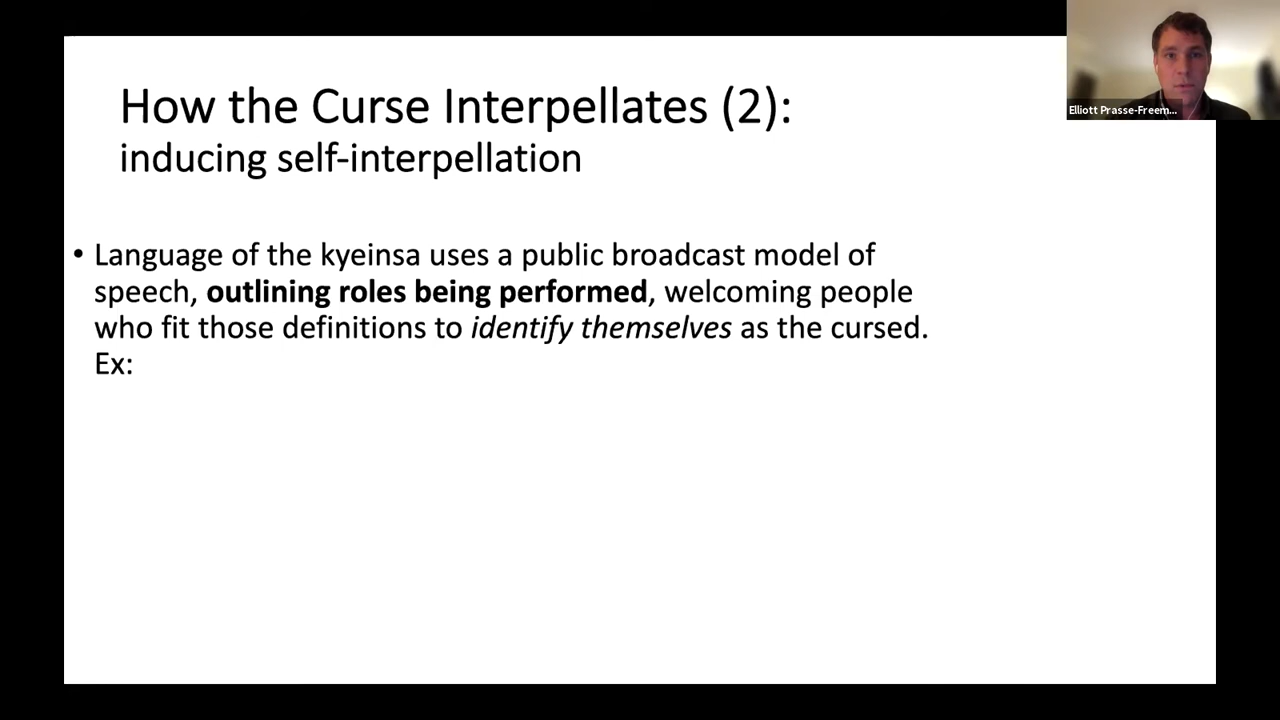 How the Curse Interpellates (2):
inducing self-interpellation
• Language of the kyeinsa uses a public broadcast model of
speech, outlining roles being performed, welcoming people
who fit those definitions to identify themselves as the cursed.
Ex:
Elliott Prasse-Freem...